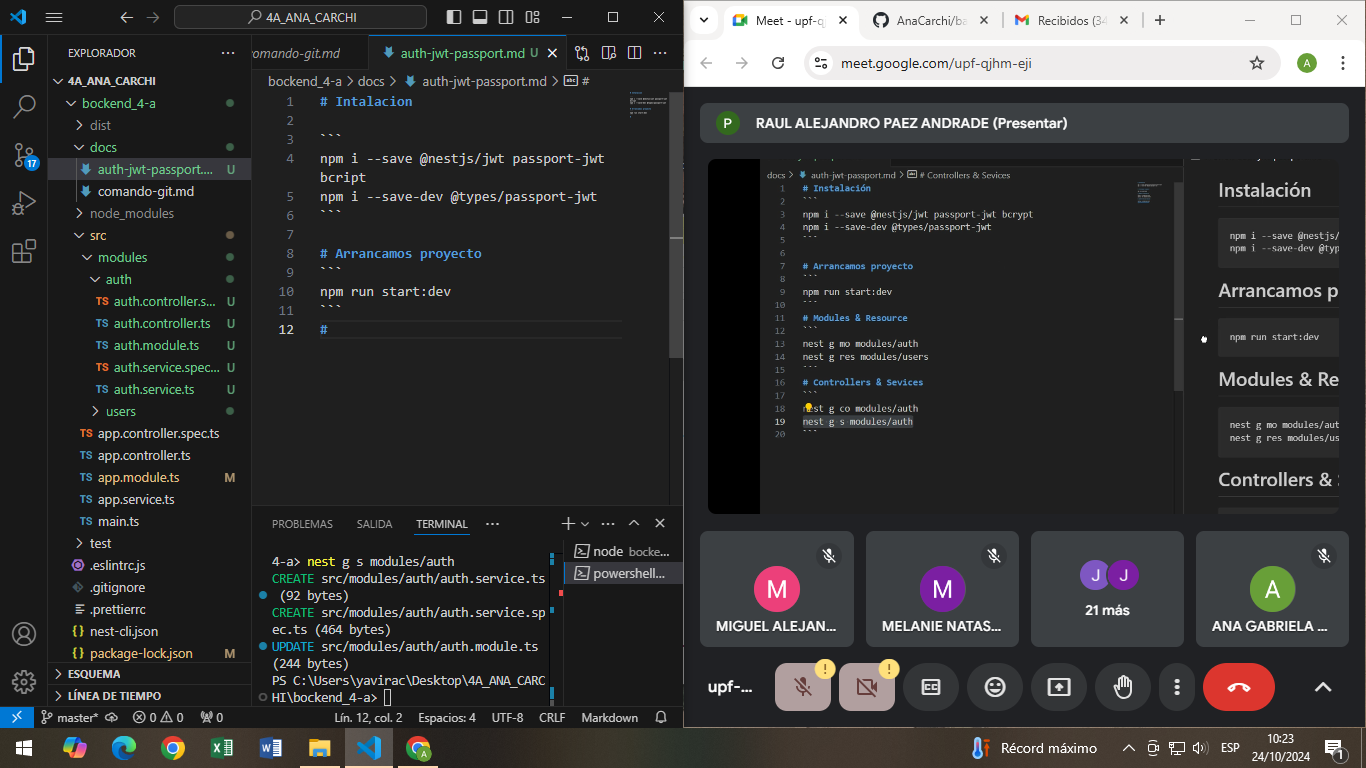 4A_ANA_CARCHI
EXPLORADOR
4A_ANA_CARCHI
bockend_4-a
dist
docs
auth-jwt-passport.... U
comando-git.md
node_modules
src
modules
auth
TS auth.controller.s... U
TS auth.controller.ts U
TS auth.module.ts U
TS auth.service.spec... U
TS auth.service.ts U
users
TS app.controller.spec.ts
TS app.controller.ts
TS app.module.ts M
TS app.service.ts
TS main.ts
test
.eslintrc.js
.gitignore
.prettierrc
{} nest-cli.json
{} package-lock.json M
ESQUEMA
LÍNEA DE TIEMPO
17
comando-git.md
auth-jwt-passport.md U
bockend_4-a > docs > auth-jwt-passport.md > #
1 # Intalacion
2
3 ```
4 npm i --save @nestjs/jwt passport-jwt
bcript
5 npm i --save-dev @types/passport-jwt
6 ```
7
8 # Arrancamos proyecto
9 ```
10 npm run start:dev
11 ```
12 #
PROBLEMAS SALIDA TERMINAL ...
node bocke...
powershell...
4-a> nest g s modules/auth
CREATE src/modules/auth/auth.service.ts
(92 bytes)
CREATE src/modules/auth/auth.service.sp
ec.ts (464 bytes)
UPDATE src/modules/auth/auth.module.ts
(244 bytes)
PS C:\Users\yavirac\Desktop\4A_ANA_CARC
HI\bockend_4-a>
master* 0 0 0 Lín. 12, col. 2 Espacios: 4 UTF-8 CRLF Markdown
Meet - upf-q
AnaCarchi/ba
Recibidos (34
meet.google.com/upf-qjhm-eji
A
P RAUL ALEJANDRO PAEZ ANDRADE (Presentar)
docs > auth-jwt-passport.md > # Controllers & Sevices
1 # Instalación
2 ```
3 npm i --save @nestjs/jwt passport-jwt bcrypt
4 npm i --save-dev @types/passport-jwt
5 ```
6
7 # Arrancamos proyecto
8 ```
9 npm run start:dev
10 ```
11 # Modules & Resource
12 ```
13 nest g mo modules/auth
14 nest g res modules/users
15 ```
16 # Controllers & Sevices
17 ```
18 nest g co modules/auth
19 nest g s modules/auth
20 ```
Instalación
npm i --save @nestjs/
npm i --save-dev @typ
Arrancamos p
npm run start:dev
Modules & Re
nest g mo modules/aut
nest g res modules/us
Controllers &
M
MIGUEL ALEJAN...
M
MELANIE NATAS...
J J
21 más
A
ANA GABRIELA ...
upf-...
Récord máximo
ESP
10:23
24/10/2024
1